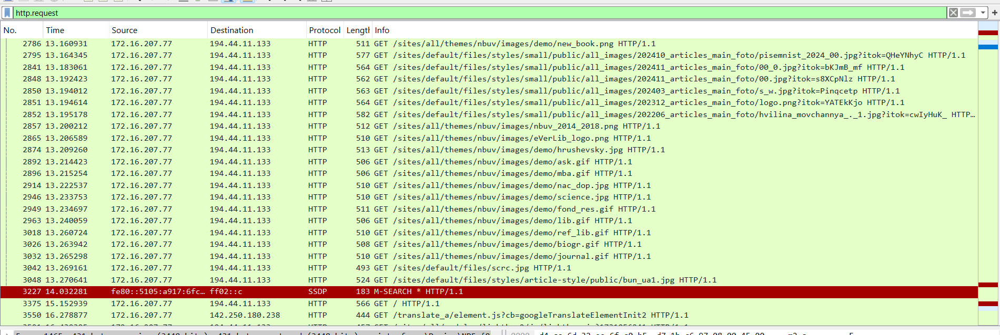 http.request
No. Time Source Destination Protocol Length Info
2786 13.160931 172.16.207.77 194.44.11.133 HTTP 511 GET /sites/all/themes/nbuv/images/demo/new_book.png HTTP/1.1
2795 13.164345 172.16.207.77 194.44.11.133 HTTP 577 GET /sites/default/files/styles/small/public/all_images/202410_articles_main_foto/pisemnist_2024_00.jpg?itok=QHeYNhyC HTTP/1.1
2841 13.183061 172.16.207.77 194.44.11.133 HTTP 564 GET /sites/default/files/styles/small/public/all_images/202411_articles_main_foto/00_0.jpg?itok=bKJmB_mf HTTP/1.1
2848 13.192423 172.16.207.77 194.44.11.133 HTTP 562 GET /sites/default/files/styles/small/public/all_images/202411_articles_main_foto/00.jpg?itok=s8XCpNlz HTTP/1.1
2850 13.194012 172.16.207.77 194.44.11.133 HTTP 563 GET /sites/default/files/styles/small/public/all_images/202403_articles_main_foto/s_w.jpg?itok=Pinqcetp HTTP/1.1
2851 13.194614 172.16.207.77 194.44.11.133 HTTP 564 GET /sites/default/files/styles/small/public/all_images/202312_articles_main_foto/logo.png?itok=YATEkKjo HTTP/1.1
2852 13.195178 172.16.207.77 194.44.11.133 HTTP 582 GET /sites/default/files/styles/small/public/all_images/202206_articles_main_foto/hvilina_movchannya_._1.jpg?itok=cwIyHuK_ HTTP…
2857 13.200212 172.16.207.77 194.44.11.133 HTTP 512 GET /sites/all/themes/nbuv/images/nbuv_2014_2018.png HTTP/1.1
2865 13.206589 172.16.207.77 194.44.11.133 HTTP 510 GET /sites/all/themes/nbuv/images/eVerLib_logo.png HTTP/1.1
2874 13.209260 172.16.207.77 194.44.11.133 HTTP 513 GET /sites/all/themes/nbuv/images/demo/hrushevsky.jpg HTTP/1.1
2892 13.214423 172.16.207.77 194.44.11.133 HTTP 506 GET /sites/all/themes/nbuv/images/demo/ask.gif HTTP/1.1
2896 13.215254 172.16.207.77 194.44.11.133 HTTP 506 GET /sites/all/themes/nbuv/images/demo/mba.gif HTTP/1.1
2914 13.222537 172.16.207.77 194.44.11.133 HTTP 510 GET /sites/all/themes/nbuv/images/demo/nac_dop.jpg HTTP/1.1
2946 13.233753 172.16.207.77 194.44.11.133 HTTP 510 GET /sites/all/themes/nbuv/images/demo/science.jpg HTTP/1.1
2949 13.234697 172.16.207.77 194.44.11.133 HTTP 511 GET /sites/all/themes/nbuv/images/demo/fond_res.gif HTTP/1.1
2963 13.240059 172.16.207.77 194.44.11.133 HTTP 506 GET /sites/all/themes/nbuv/images/demo/lib.gif HTTP/1.1
3018 13.260724 172.16.207.77 194.44.11.133 HTTP 510 GET /sites/all/themes/nbuv/images/demo/ref_lib.gif HTTP/1.1
3026 13.263942 172.16.207.77 194.44.11.133 HTTP 508 GET /sites/all/themes/nbuv/images/demo/biogr.gif HTTP/1.1
3032 13.265298 172.16.207.77 194.44.11.133 HTTP 510 GET /sites/all/themes/nbuv/images/demo/journal.gif HTTP/1.1
3042 13.269161 172.16.207.77 194.44.11.133 HTTP 493 GET /sites/default/files/scrc.jpg HTTP/1.1
3048 13.270641 172.16.207.77 194.44.11.133 HTTP 524 GET /sites/default/files/styles/article-style/public/bun_ua1.jpg HTTP/1.1
3227 14.032281 fe80::5105:a917:6fc… ff02::c SSDP 183 M-SEARCH * HTTP/1.1
3375 15.152939 172.16.207.77 194.44.11.133 HTTP 566 GET / HTTP/1.1
3550 16.278877 172.16.207.77 142.250.180.238 HTTP 444 GET /translate_a/element.js?cb=googleTranslateElementInit2 HTTP/1.1